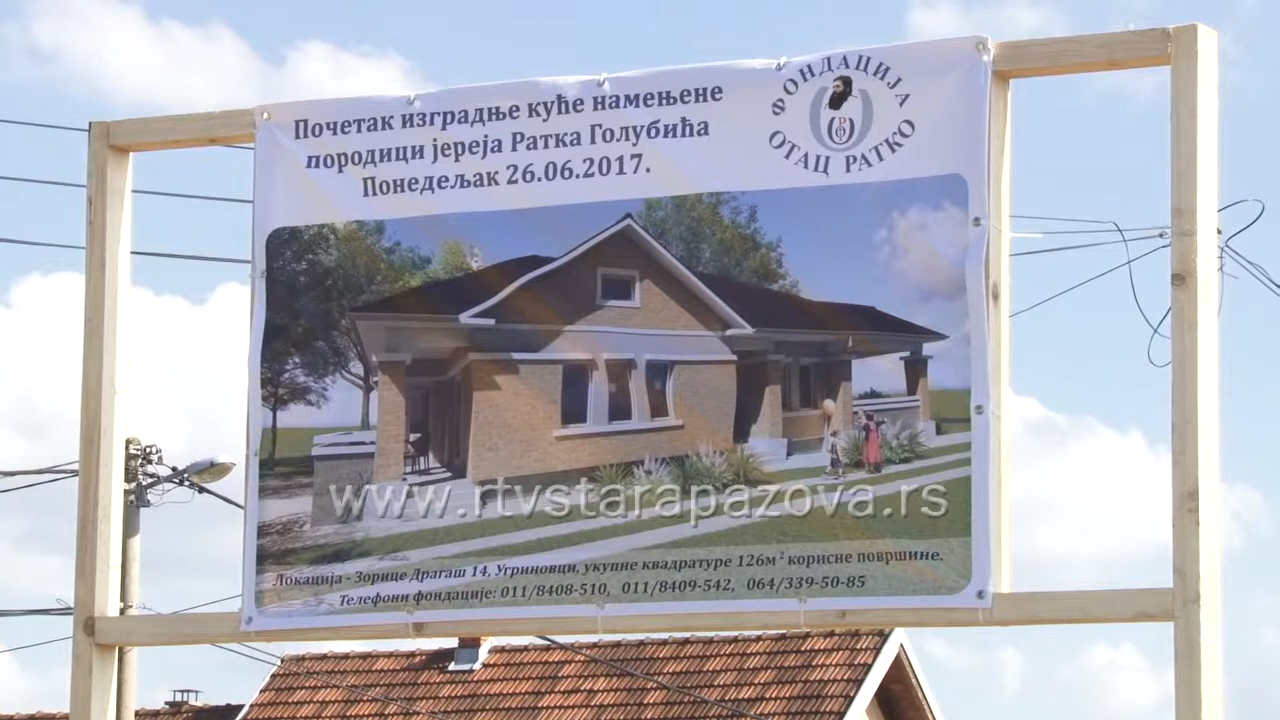 Почетак изградње куће намењене
породици јереја Ратка Голубића
Понедељак 26.06.2017.
ФОНДАЦИЈА
ОТАЦ РАТКО
www.rtvstarapazova.rs
Локација - Зорице Драгаш 14, Угриновци, укупне квадратуре 126м² корисне површине.
Телефони фондације: 011/8408-510, 011/8409-542, 064/339-50-85